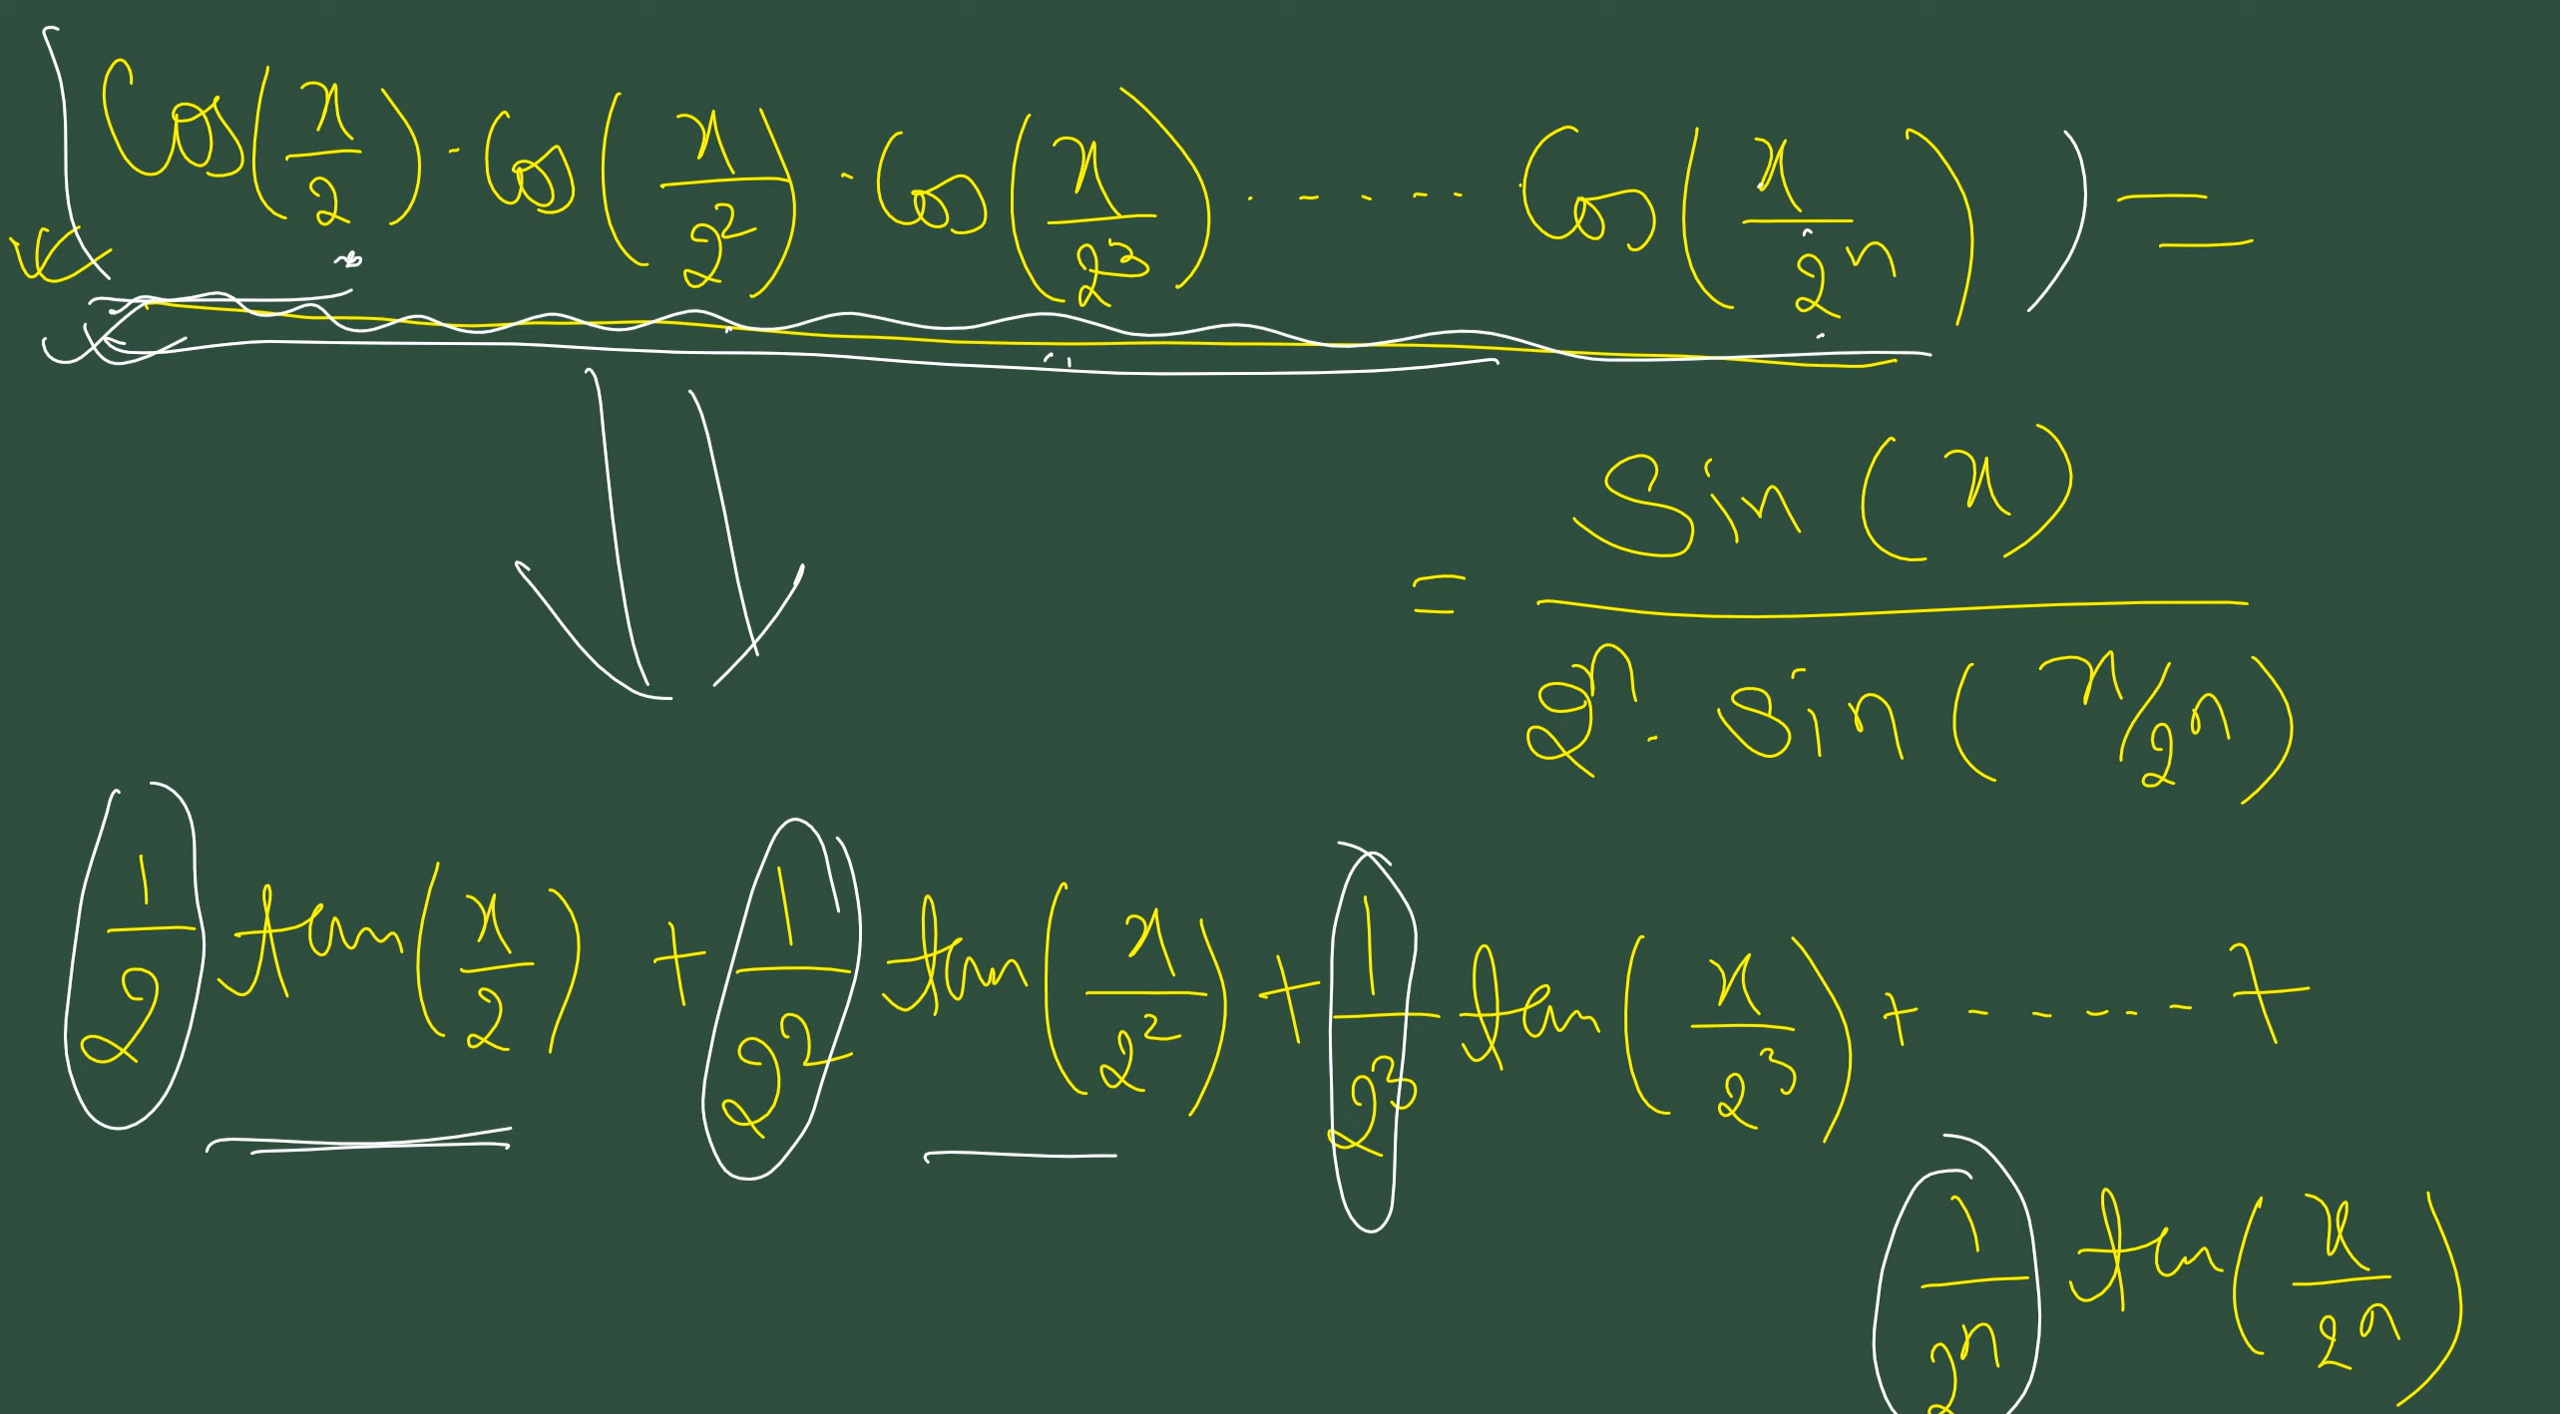 Cos(x/2) · Cos(x/2²) · Cos(x/2³) · ----- · Cos(x/2ⁿ) ) =
= Sin(x) / 2ⁿ · Sin(x/2ⁿ)
1/2 tan(x/2) + 1/2² tan(x/2²) + 1/2³ tan(x/2³) + ----- +
1/2ⁿ tan(x/2ⁿ)